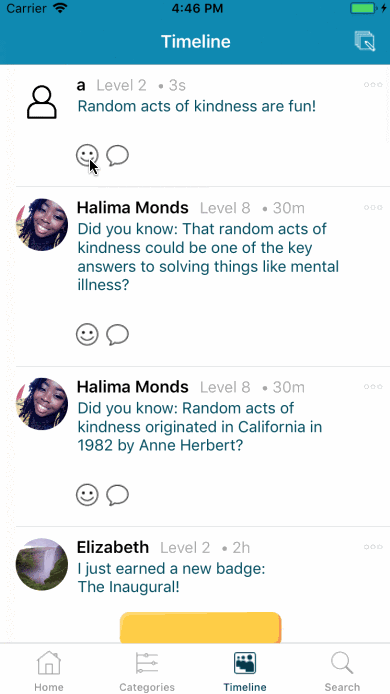 Carrier 4:46 PM
Timeline
a Level 2 • 3s
Random acts of kindness are fun!
Halima Monds Level 8 • 30m
Did you know: That random acts of
kindness could be one of the key
answers to solving things like mental
illness?
Halima Monds Level 8 • 30m
Did you know: Random acts of
kindness originated in California in
1982 by Anne Herbert?
Elizabeth Level 2 • 2h
I just earned a new badge:
The Inaugural!
Home Categories Timeline Search